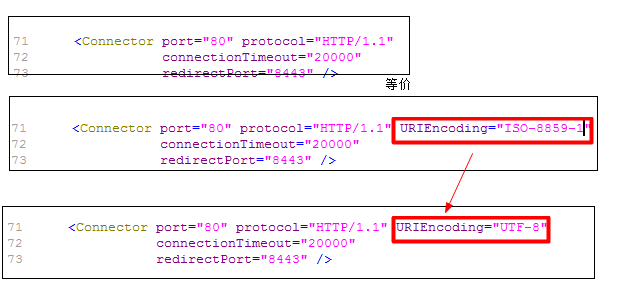 71 <Connector port="80" protocol="HTTP/1.1"
72 connectionTimeout="20000"
73 redirectPort="8443" />
等价
71 <Connector port="80" protocol="HTTP/1.1" URIEncoding="ISO-8859-1"
72 connectionTimeout="20000"
73 redirectPort="8443" />
71 <Connector port="80" protocol="HTTP/1.1" URIEncoding="UTF-8"
72 connectionTimeout="20000"
73 redirectPort="8443" />